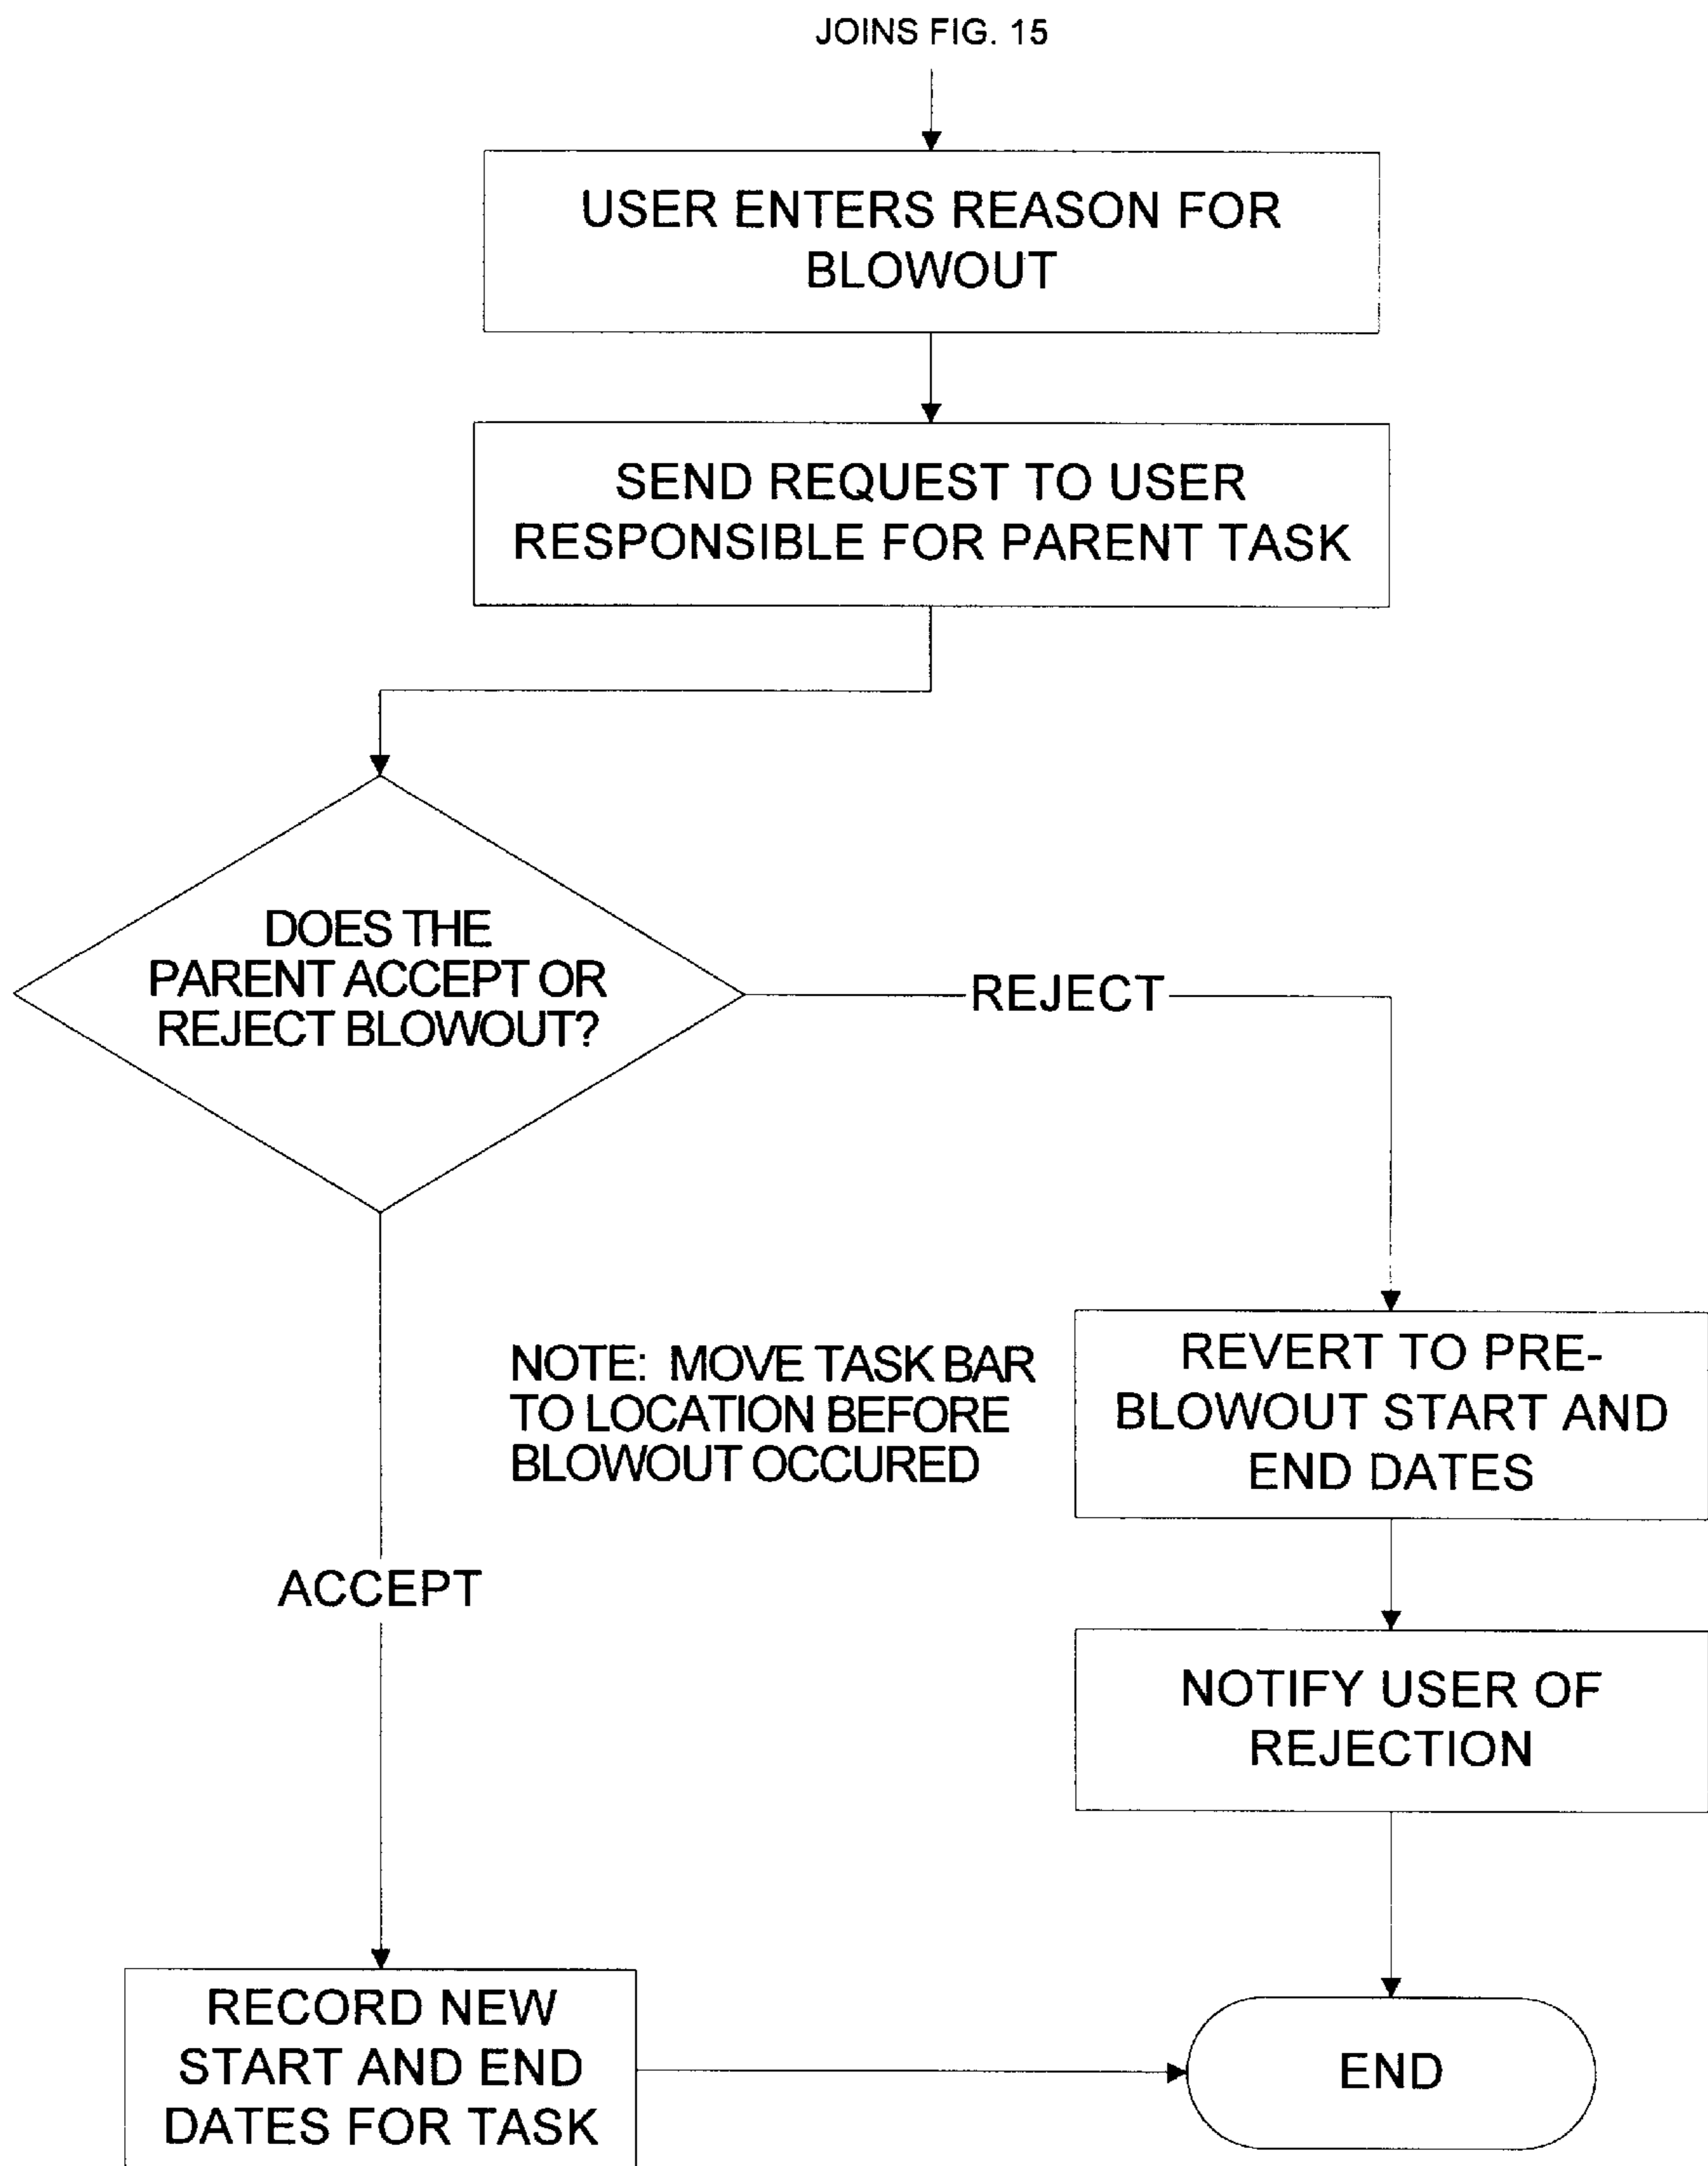 JOINS FIG. 15
USER ENTERS REASON FOR
BLOWOUT
SEND REQUEST TO USER
RESPONSIBLE FOR PARENT TASK
DOES THE
PARENT ACCEPT OR
REJECT BLOWOUT?
REJECT
NOTE: MOVE TASK BAR
TO LOCATION BEFORE
BLOWOUT OCCURED
REVERT TO PRE-
BLOWOUT START AND
END DATES
ACCEPT
NOTIFY USER OF
REJECTION
RECORD NEW
START AND END
DATES FOR TASK
END